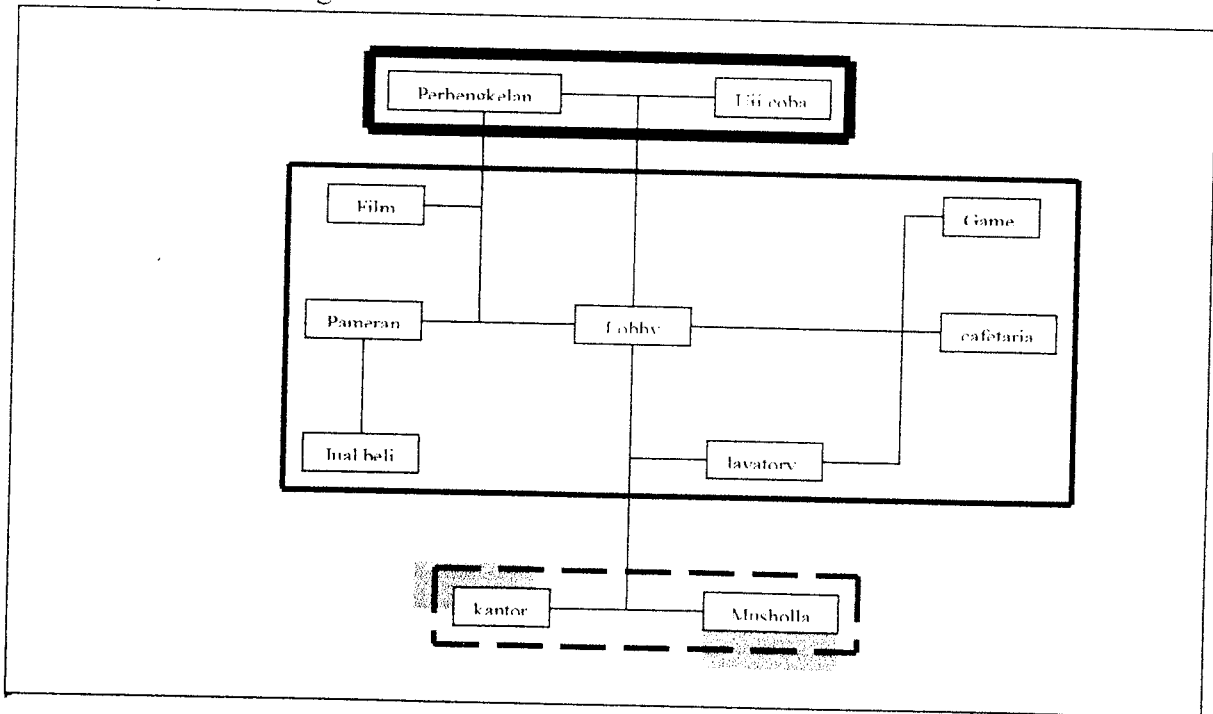 Perbengkelan
Uji coba
Film
Game
Pameran
Lobby
cafetaria
Jual beli
lavatory
kantor
Musholla